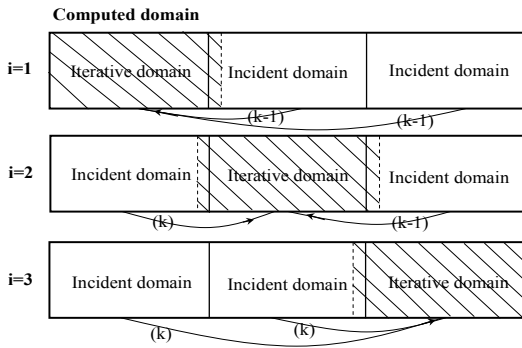 Computed domain
i=1
Iterative domain Incident domain Incident domain
(k-1) (k-1)
i=2
Incident domain Iterative domain Incident domain
(k) (k-1)
i=3
Incident domain Incident domain Iterative domain
(k) (k)